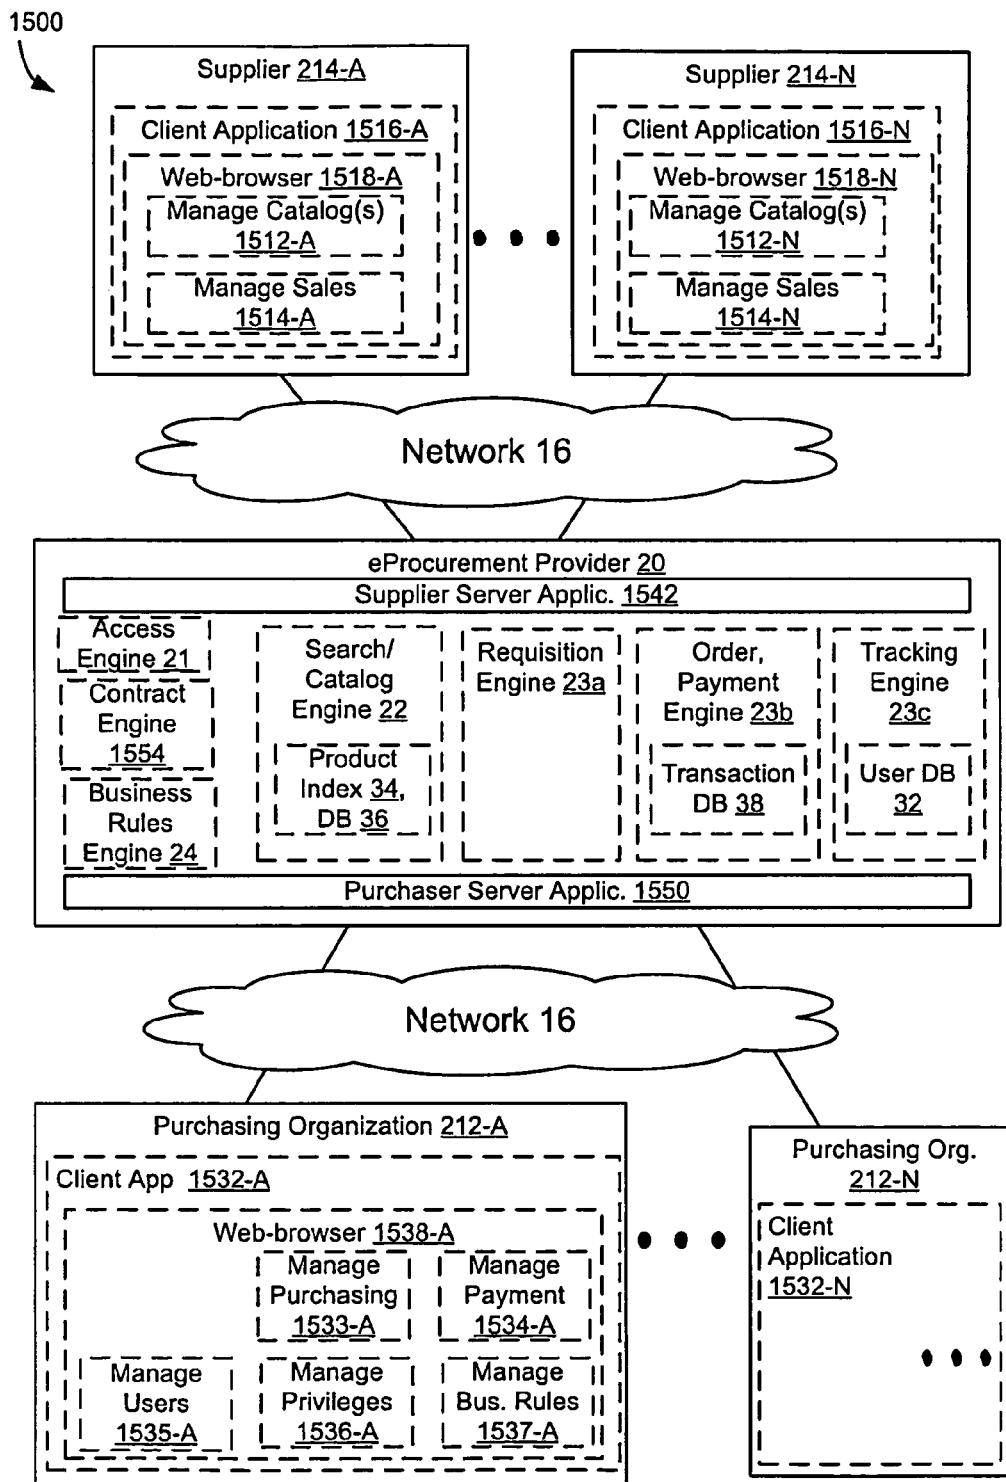 1500
Supplier 214-A
Client Application 1516-A
Web-browser 1518-A
Manage Catalog(s)
1512-A
Manage Sales
1514-A
Supplier 214-N
Client Application 1516-N
Web-browser 1518-N
Manage Catalog(s)
1512-N
Manage Sales
1514-N
Network 16
eProcurement Provider 20
Supplier Server Applic. 1542
Access
Engine 21
Contract
Engine
1554
Business
Rules
Engine 24
Search/
Catalog
Engine 22
Product
Index 34,
DB 36
Requisition
Engine 23a
Order,
Payment
Engine 23b
Transaction
DB 38
Tracking
Engine
23c
User DB
32
Purchaser Server Applic. 1550
Network 16
Purchasing Organization 212-A
Client App 1532-A
Web-browser 1538-A
Manage
Purchasing
1533-A
Manage
Payment
1534-A
Manage
Users
1535-A
Manage
Privileges
1536-A
Manage
Bus. Rules
1537-A
Purchasing Org.
212-N
Client
Application
1532-N